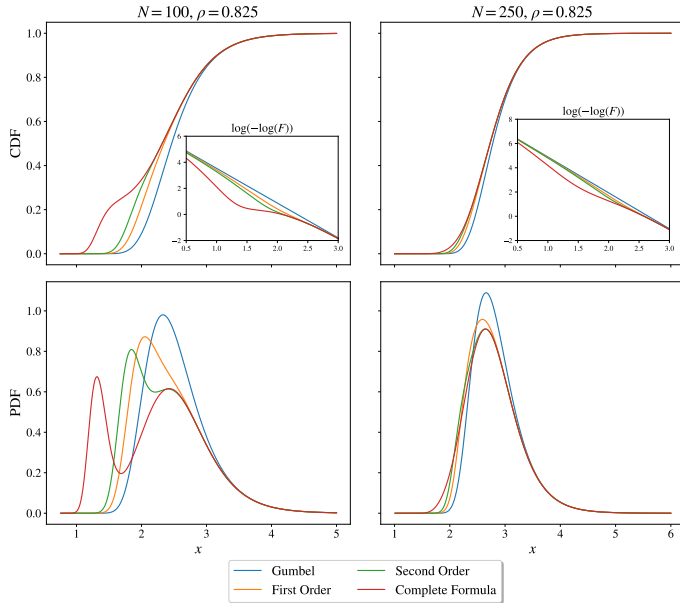 N = 100, ρ = 0.825
N = 250, ρ = 0.825
CDF
1.0
0.8
0.6
0.4
0.2
0.0
log(−log(F))
6
4
2
0
−2
0.5 1.0 1.5 2.0 2.5 3.0
log(−log(F))
8
6
4
2
0
−2
0.5 1.0 1.5 2.0 2.5 3.0
PDF
1.0
0.8
0.6
0.4
0.2
0.0
1 2 3 4 5
x
1 2 3 4 5 6
x
Gumbel
First Order
Second Order
Complete Formula